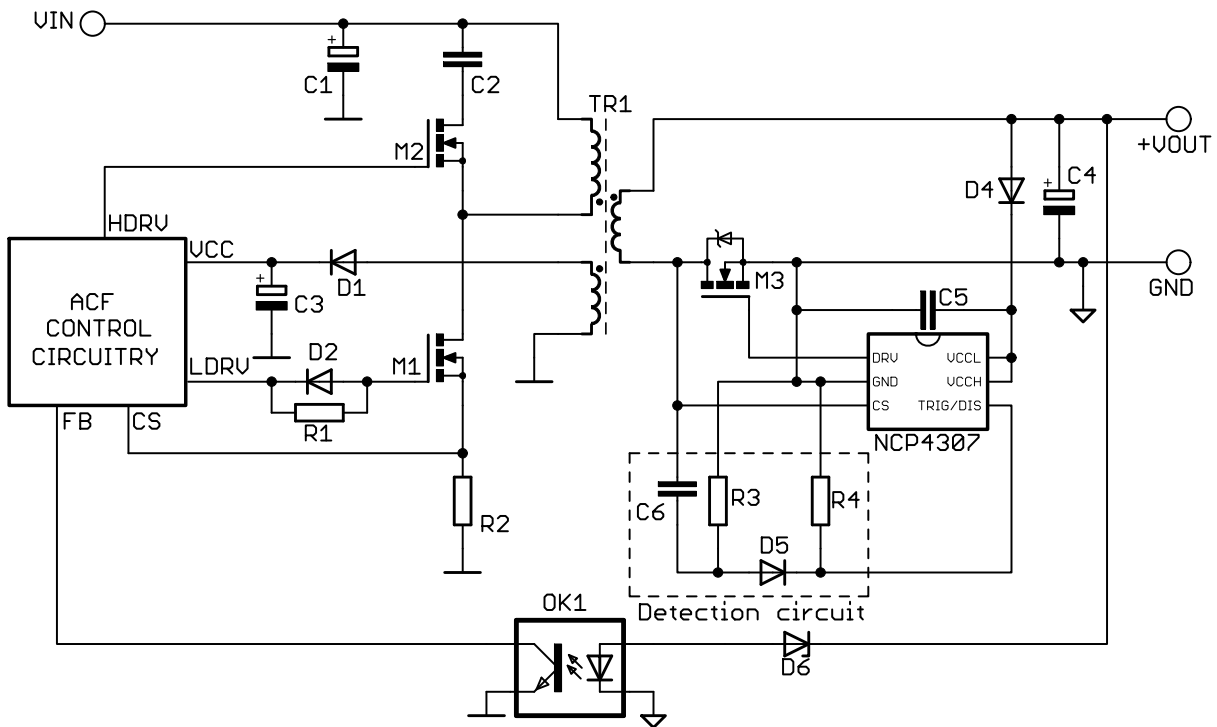 VIN
+
C1
C2
TR1
M2
+VOUT
D4
+
C4
HDRV
VCC
+
C3
D1
M3
GND
C5
ACF
CONTROL
CIRCUITRY
LDRV
D2
M1
R1
DRV
GND
CS
VCCL
VCCH
TRIG/DIS
NCP4307
FB
CS
R2
C6
R3
R4
D5
Detection circuit
OK1
D6